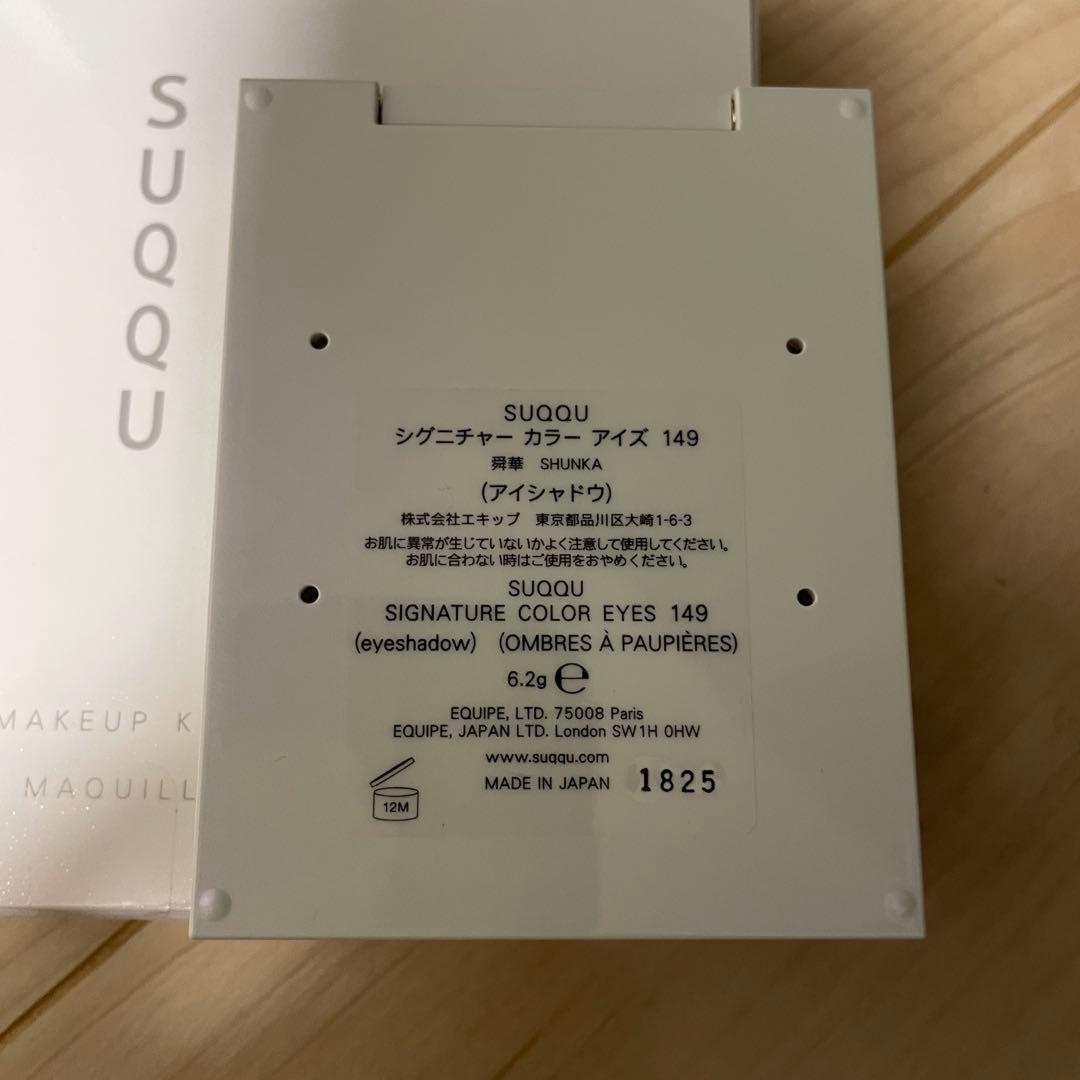 SUQQU
MAKEUP K
MAQUILL
SUQQU
シグニチャー カラー アイズ 149
舜華 SHUNKA
(アイシャドウ)
株式会社エキップ 東京都品川区大崎1-6-3
お肌に異常が生じていないかよく注意して使用してください。
お肌に合わない時はご使用をおやめください。
SUQQU
SIGNATURE COLOR EYES 149
(eyeshadow) (OMBRES À PAUPIÈRES)
6.2g ℮
EQUIPE, LTD. 75008 Paris
EQUIPE, JAPAN LTD. London SW1H 0HW
www.suqqu.com
MADE IN JAPAN 1825
12M